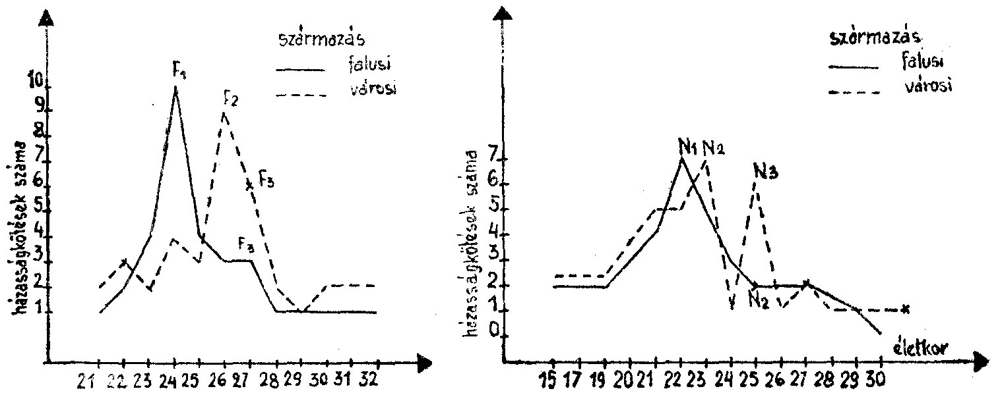 származás
falusi
városi
házasságkötések száma
10
9
8
7
6
5
4
3
2
1
F1
F2
F3
F3
21 22 23 24 25 26 27 28 29 30 31 32
származás
falusi
városi
házasságkötések száma
7
6
5
4
3
2
1
0
N1 N2
N3
N2
életkor
15 17 19 20 21 22 23 24 25 26 27 28 29 30